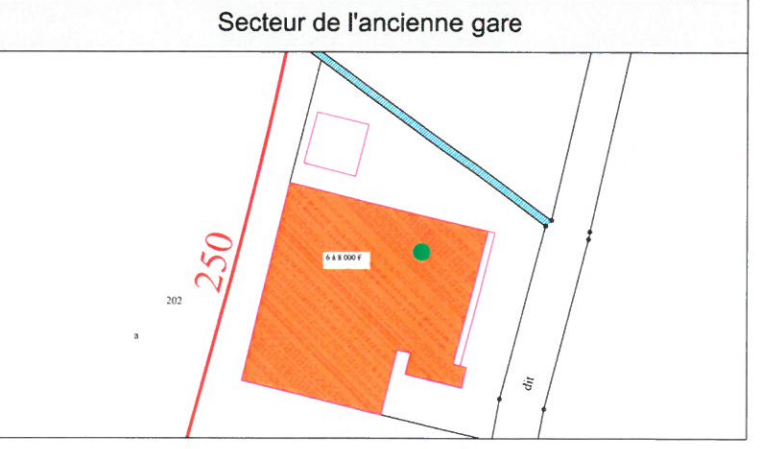 Secteur de l'ancienne gare
250
6 à 8 000 €
202
a
dit